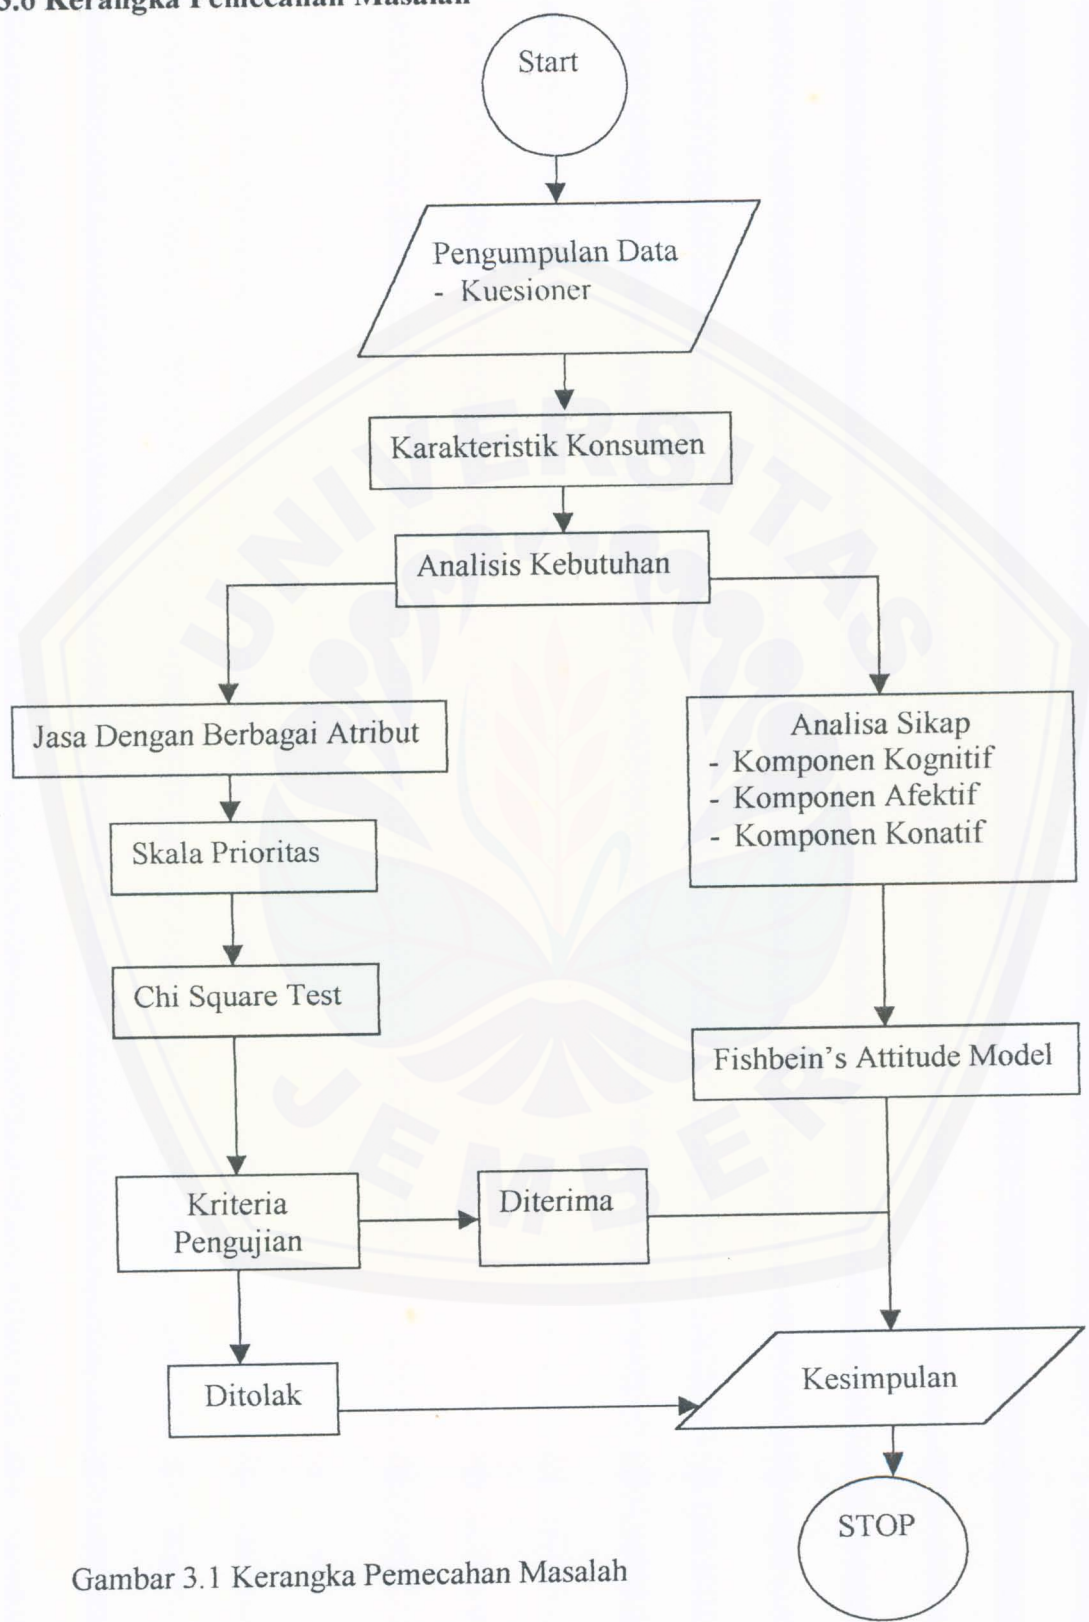 3.6 Kerangka Pemecahan Masalah
Start
Pengumpulan Data
- Kuesioner
Karakteristik Konsumen
Analisis Kebutuhan
Jasa Dengan Berbagai Atribut
Skala Prioritas
Chi Square Test
Kriteria
Pengujian
Diterima
Ditolak
Analisa Sikap
- Komponen Kognitif
- Komponen Afektif
- Komponen Konatif
Fishbein's Attitude Model
Kesimpulan
STOP
Gambar 3.1 Kerangka Pemecahan Masalah
UNIVERSITAS
JEMBER